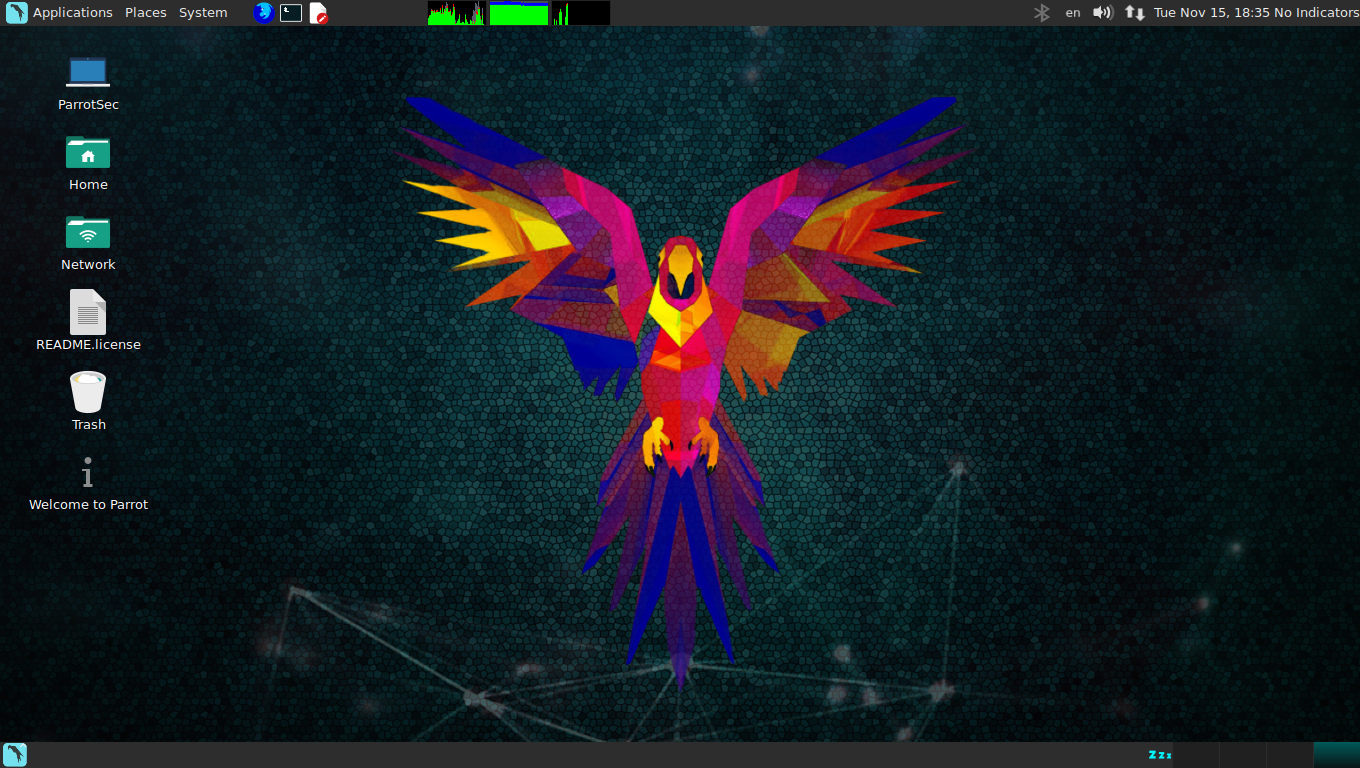 Applications Places System
en
Tue Nov 15, 18:35 No Indicators
ParrotSec
Home
Network
README.license
Trash
Welcome to Parrot
Zzz